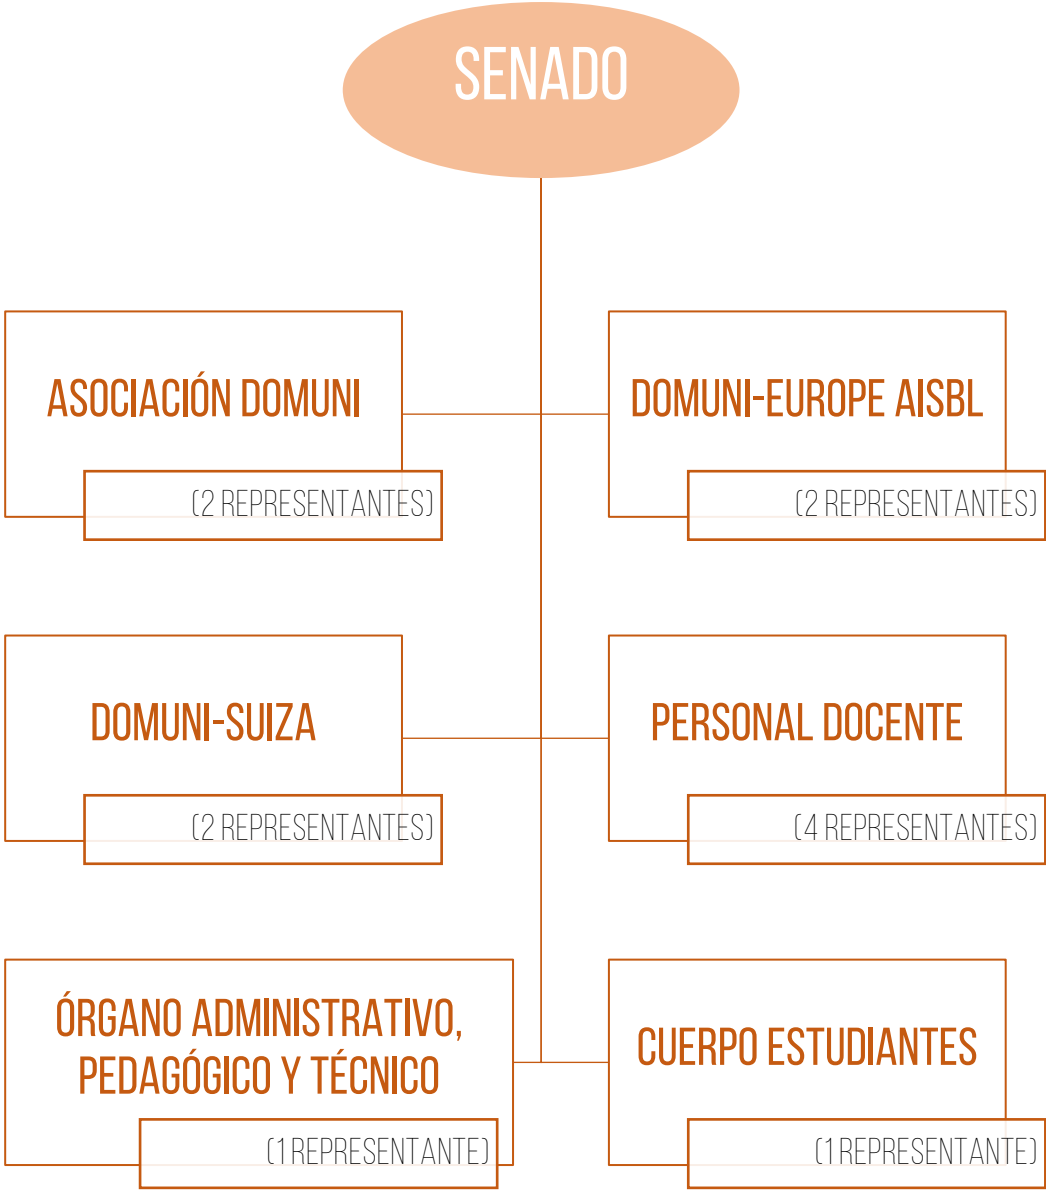 SENADO
ASOCIACIÓN DOMUNI
(2 REPRESENTANTES)
DOMUNI-EUROPE AISBL
(2 REPRESENTANTES)
DOMUNI-SUIZA
(2 REPRESENTANTES)
PERSONAL DOCENTE
(4 REPRESENTANTES)
ÓRGANO ADMINISTRATIVO,
PEDAGÓGICO Y TÉCNICO
(1 REPRESENTANTE)
CUERPO ESTUDIANTES
(1 REPRESENTANTE)